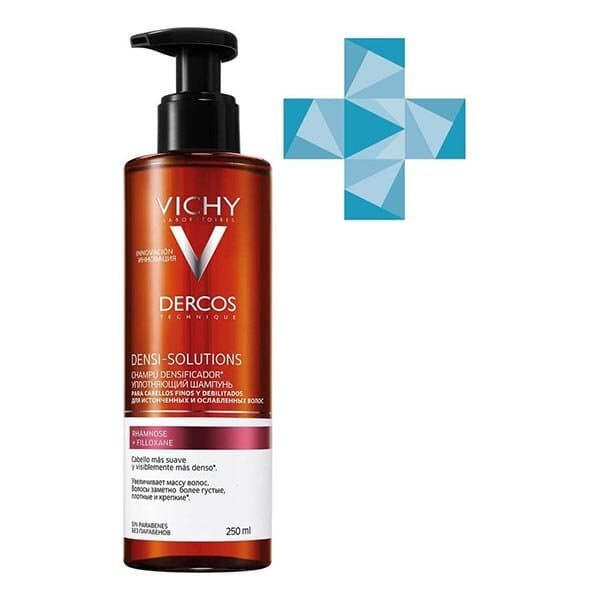 VICHY
LABORATOIRES
INNOVACIÓN
ИННОВАЦИЯ
DERCOS
TECHNIQUE
DENSI-SOLUTIONS
CHAMPÚ DENSIFICADOR*
УПЛОТНЯЮЩИЙ ШАМПУНЬ
PARA CABELLOS FINOS Y DEBILITADOS
ДЛЯ ИСТОНЧЕННЫХ И ОСЛАБЛЕННЫХ ВОЛОС
RHAMNOSE
+ FILLOXANE
Cabello más suave
y visiblemente más denso*.
Увеличивает массу волос.
Волосы заметно более густые,
плотные и крепкие*.
SIN PARABENES
БЕЗ ПАРАБЕНОВ
250 ml